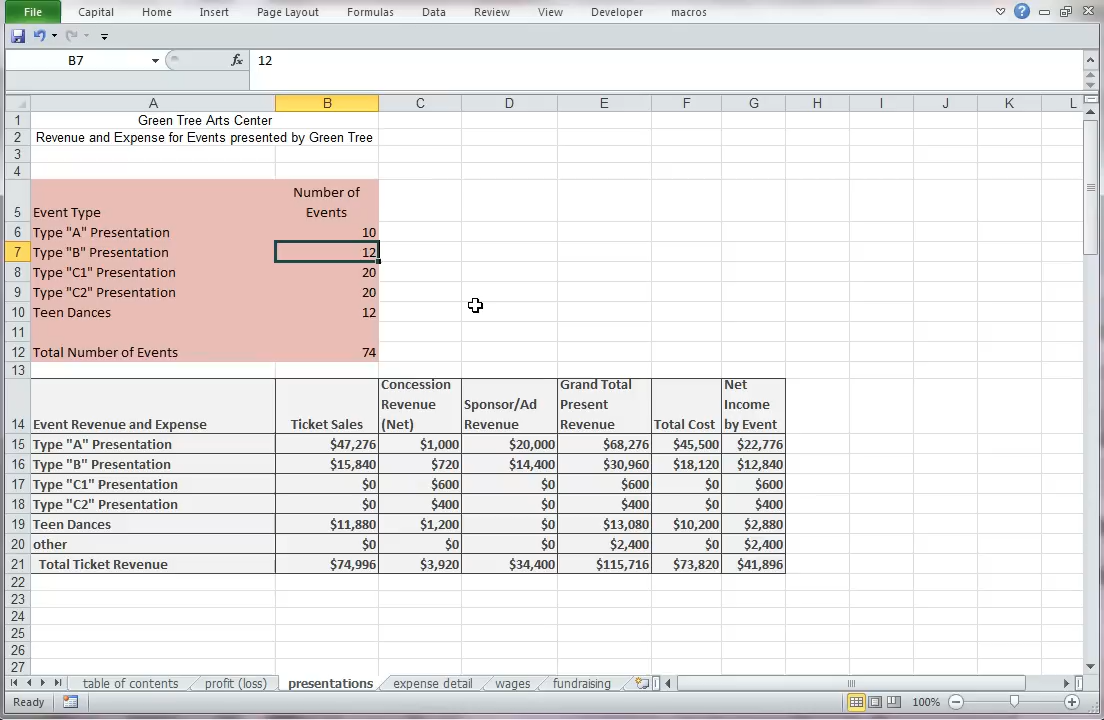 File Capital Home Insert Page Layout Formulas Data Review View Developer macros
B7 fx 12
A B C D E F G H I J K L
1 Green Tree Arts Center
2 Revenue and Expense for Events presented by Green Tree
3
4
Number of
5 Event Type Events
6 Type "A" Presentation 10
7 Type "B" Presentation 12
8 Type "C1" Presentation 20
9 Type "C2" Presentation 20
10 Teen Dances 12
11
12 Total Number of Events 74
13
Concession Grand Total Net
Revenue Sponsor/Ad Present Income
14 Event Revenue and Expense Ticket Sales (Net) Revenue Revenue Total Cost by Event
15 Type "A" Presentation $47,276 $1,000 $20,000 $68,276 $45,500 $22,776
16 Type "B" Presentation $15,840 $720 $14,400 $30,960 $18,120 $12,840
17 Type "C1" Presentation $0 $600 $0 $600 $0 $600
18 Type "C2" Presentation $0 $400 $0 $400 $0 $400
19 Teen Dances $11,880 $1,200 $0 $13,080 $10,200 $2,880
20 other $0 $0 $0 $2,400 $0 $2,400
21 Total Ticket Revenue $74,996 $3,920 $34,400 $115,716 $73,820 $41,896
22
23
24
25
26
27
table of contents profit (loss) presentations expense detail wages fundraising
Ready 100%